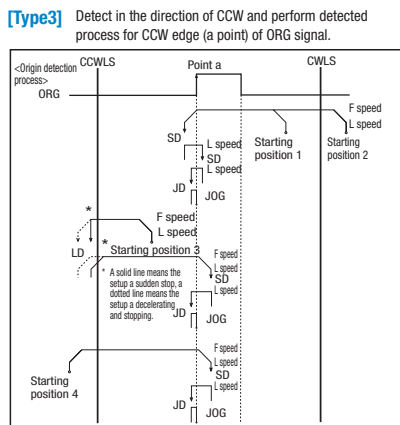 [Type3] Detect in the direction of CCW and perform detected
process for CCW edge (a point) of ORG signal.
<Origin detection process>
CCWLS
Point a
CWLS
ORG
F speed
L speed
SD
L speed
SD
L speed
Starting position 1
Starting position 2
JD
JOG
*
F speed
L speed
LD
*
Starting position 3
F speed
L speed
SD
L speed
* A solid line means the
setup a sudden stop, a
dotted line means the
setup a decelerating
and stopping.
JD
JOG
F speed
L speed
SD
L speed
Starting
position 4
JD
JOG